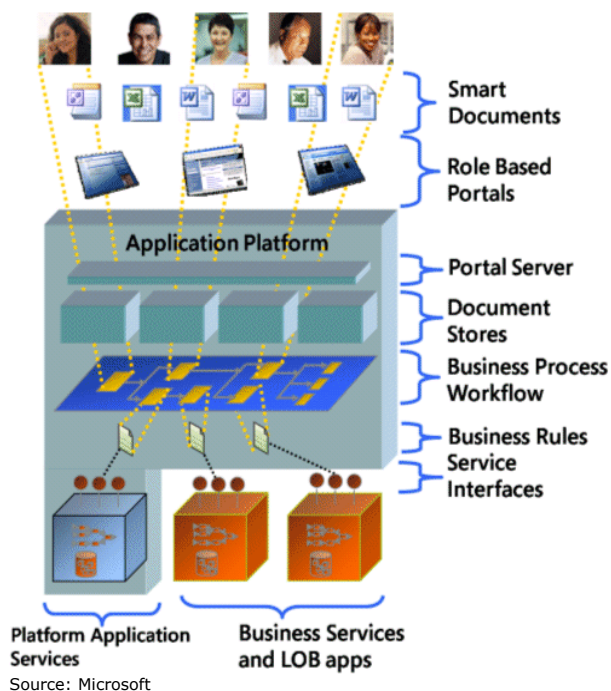 Smart
Documents
Role Based
Portals
Application Platform
Portal Server
Document
Stores
Business Process
Workflow
Business Rules
Service
Interfaces
Platform Application
Services
Business Services
and LOB apps
Source: Microsoft